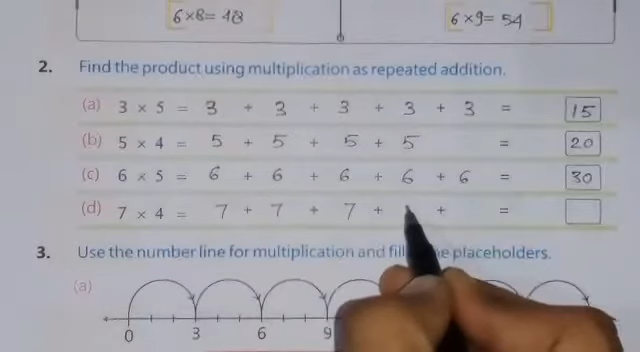 6×8= 48
6×9= 54
2. Find the product using multiplication as repeated addition.
(a) 3 × 5 = 3 + 3 + 3 + 3 + 3 = 15
(b) 5 × 4 = 5 + 5 + 5 + 5 = 20
(c) 6 × 5 = 6 + 6 + 6 + 6 + 6 = 30
(d) 7 × 4 = 7 + 7 + 7 + + =
3. Use the number line for multiplication and fill placeholders.
(a)
0 3 6 9